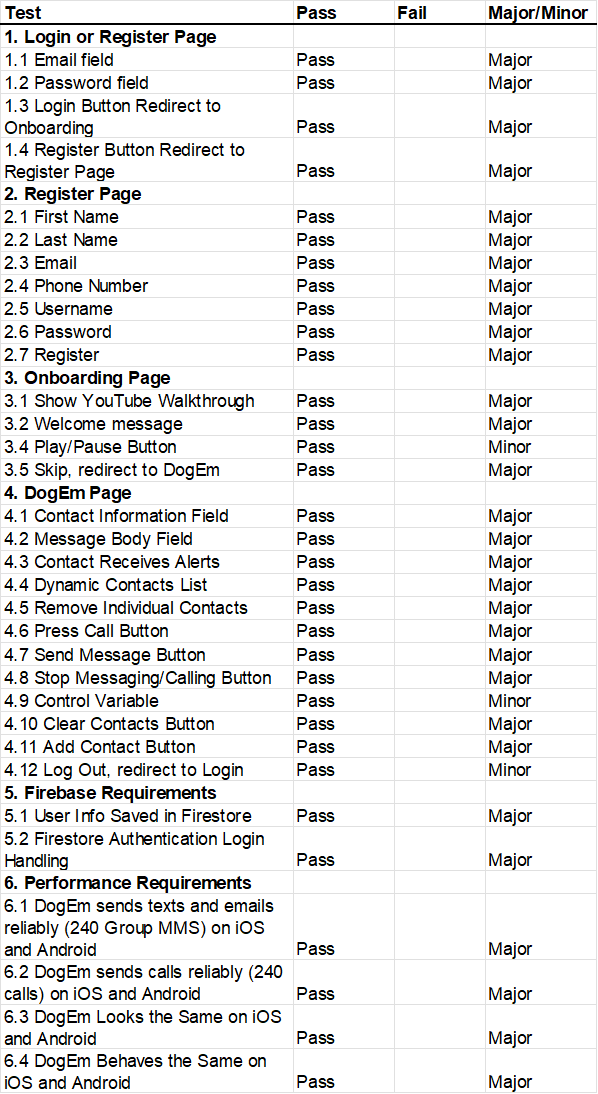 Test Pass Fail Major/Minor
1. Login or Register Page
1.1 Email field Pass Major
1.2 Password field Pass Major
1.3 Login Button Redirect to
Onboarding Pass Major
1.4 Register Button Redirect to
Register Page Pass Major
2. Register Page
2.1 First Name Pass Major
2.2 Last Name Pass Major
2.3 Email Pass Major
2.4 Phone Number Pass Major
2.5 Username Pass Major
2.6 Password Pass Major
2.7 Register Pass Major
3. Onboarding Page
3.1 Show YouTube Walkthrough Pass Major
3.2 Welcome message Pass Major
3.4 Play/Pause Button Pass Minor
3.5 Skip, redirect to DogEm Pass Major
4. DogEm Page
4.1 Contact Information Field Pass Major
4.2 Message Body Field Pass Major
4.3 Contact Receives Alerts Pass Major
4.4 Dynamic Contacts List Pass Major
4.5 Remove Individual Contacts Pass Major
4.6 Press Call Button Pass Major
4.7 Send Message Button Pass Major
4.8 Stop Messaging/Calling Button Pass Major
4.9 Control Variable Pass Minor
4.10 Clear Contacts Button Pass Major
4.11 Add Contact Button Pass Major
4.12 Log Out, redirect to Login Pass Minor
5. Firebase Requirements
5.1 User Info Saved in Firestore Pass Major
5.2 Firestore Authentication Login
Handling Pass Major
6. Performance Requirements
6.1 DogEm sends texts and emails
reliably (240 Group MMS) on iOS
and Android Pass Major
6.2 DogEm sends calls reliably (240
calls) on iOS and Android Pass Major
6.3 DogEm Looks the Same on iOS
and Android Pass Major
6.4 DogEm Behaves the Same on
iOS and Android Pass Major